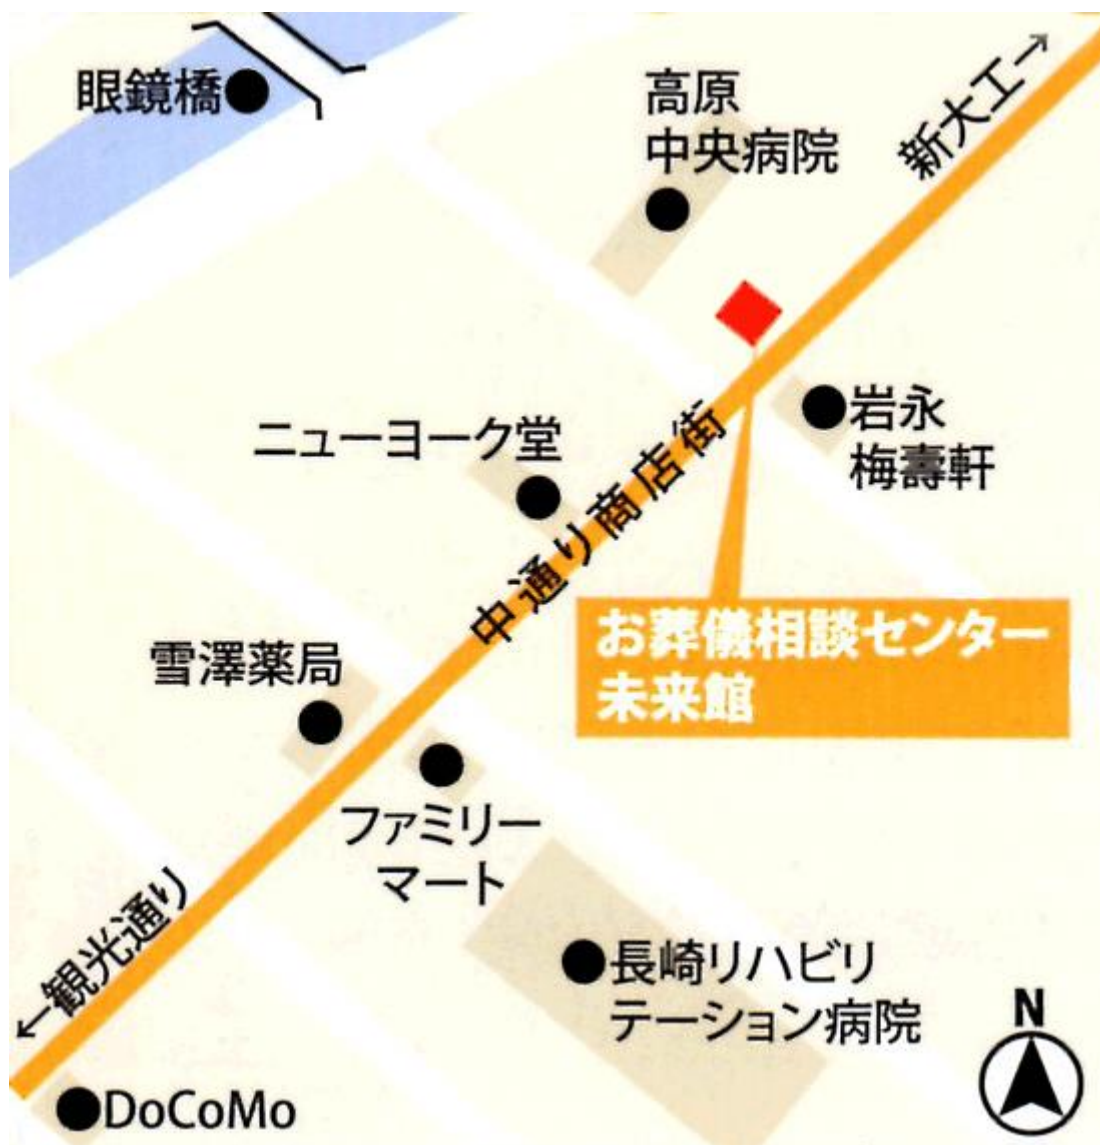 眼鏡橋
高原
中央病院
新大工→
岩永
梅壽軒
ニューヨーク堂
中通り商店街
お葬儀相談センター
未来館
雪澤薬局
ファミリー
マート
←観光通り
長崎リハビリ
テーション病院
N
DoCoMo